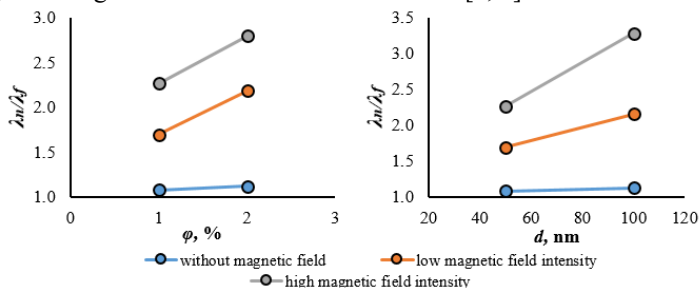 3.0
2.5
2.0
1.5
1.0
λn/λf
0 1 2 3
φ, %
3.5
3.0
2.5
2.0
1.5
1.0
λn/λf
20 40 60 80 100 120
d, nm
without magnetic field
low magnetic field intensity
high magnetic field intensity